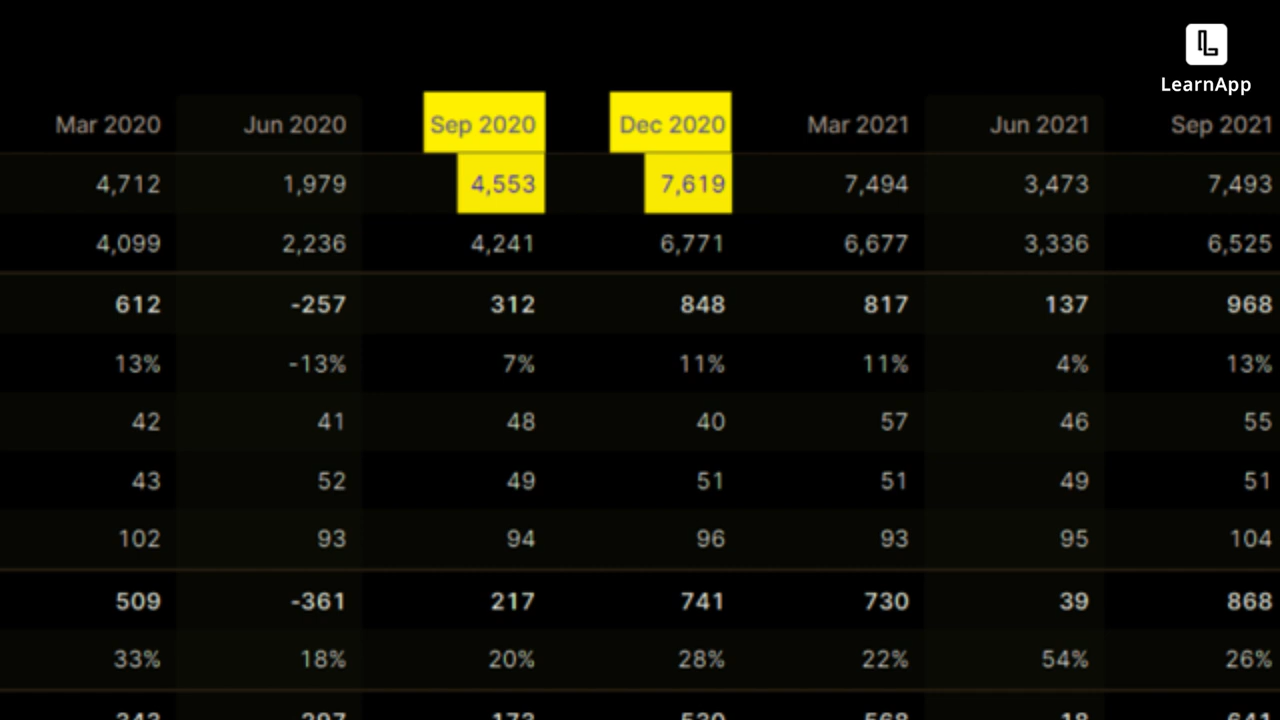 LearnApp
Mar 2020 Jun 2020 Sep 2020 Dec 2020 Mar 2021 Jun 2021 Sep 2021
4,712 1,979 4,553 7,619 7,494 3,473 7,493
4,099 2,236 4,241 6,771 6,677 3,336 6,525
612 -257 312 848 817 137 968
13% -13% 7% 11% 11% 4% 13%
42 41 48 40 57 46 55
43 52 49 51 51 49 51
102 93 94 96 93 95 104
509 -361 217 741 730 39 868
33% 18% 20% 28% 22% 54% 26%